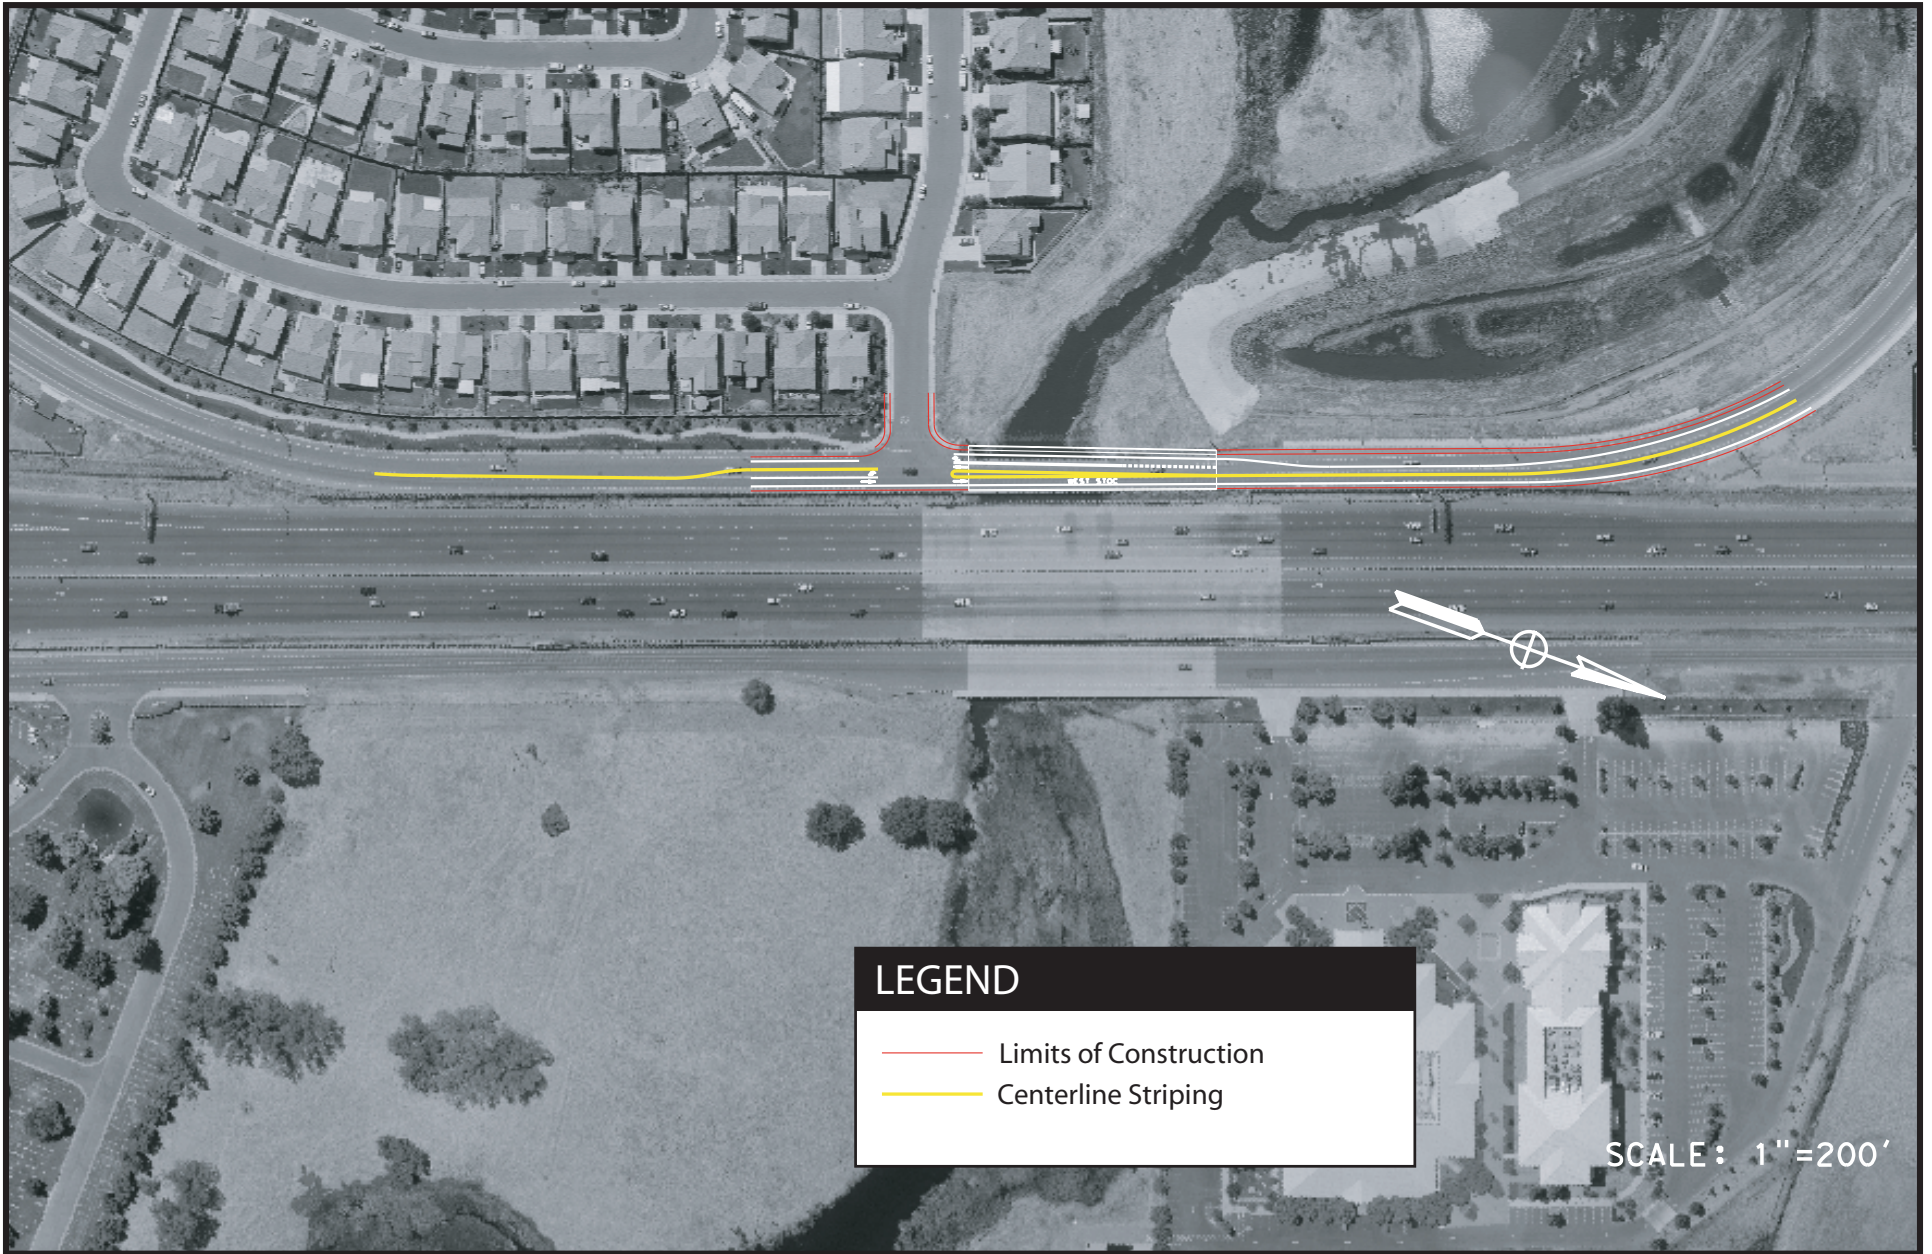 LEGEND
Limits of Construction
Centerline Striping
SCALE: 1"=200'